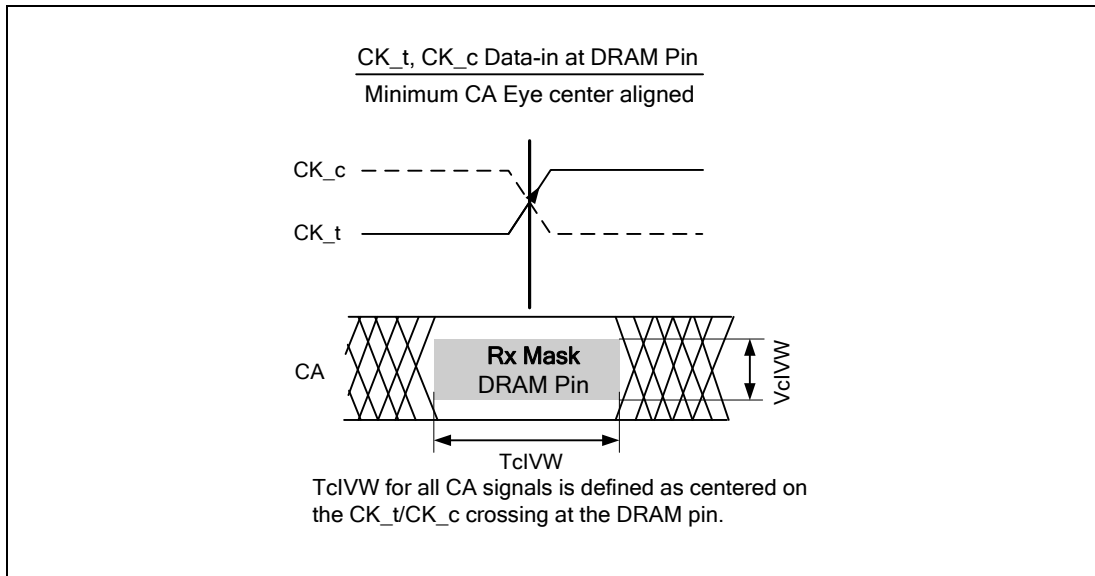 CK_t, CK_c Data-in at DRAM Pin
Minimum CA Eye center aligned
CK_c
CK_t
CA
Rx Mask
DRAM Pin
VcIVW
TcIVW
TcIVW for all CA signals is defined as centered on
the CK_t/CK_c crossing at the DRAM pin.